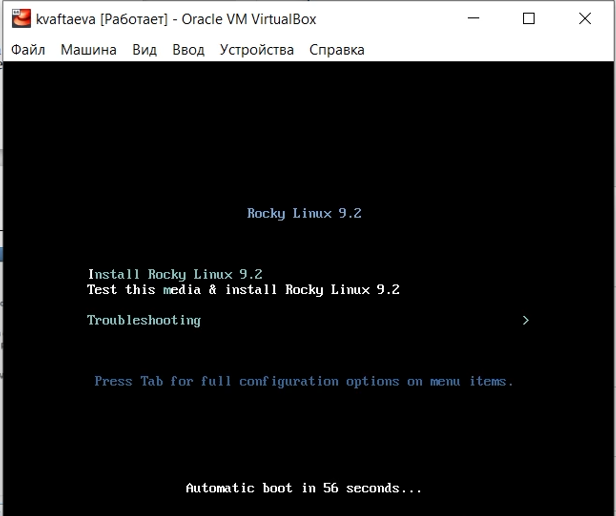 kvaftaeva [Работает] - Oracle VM VirtualBox
Файл Машина Вид Ввод Устройства Справка
Rocky Linux 9.2
Install Rocky Linux 9.2
Test this media & install Rocky Linux 9.2
Troubleshooting >
Press Tab for full configuration options on menu items.
Automatic boot in 56 seconds...